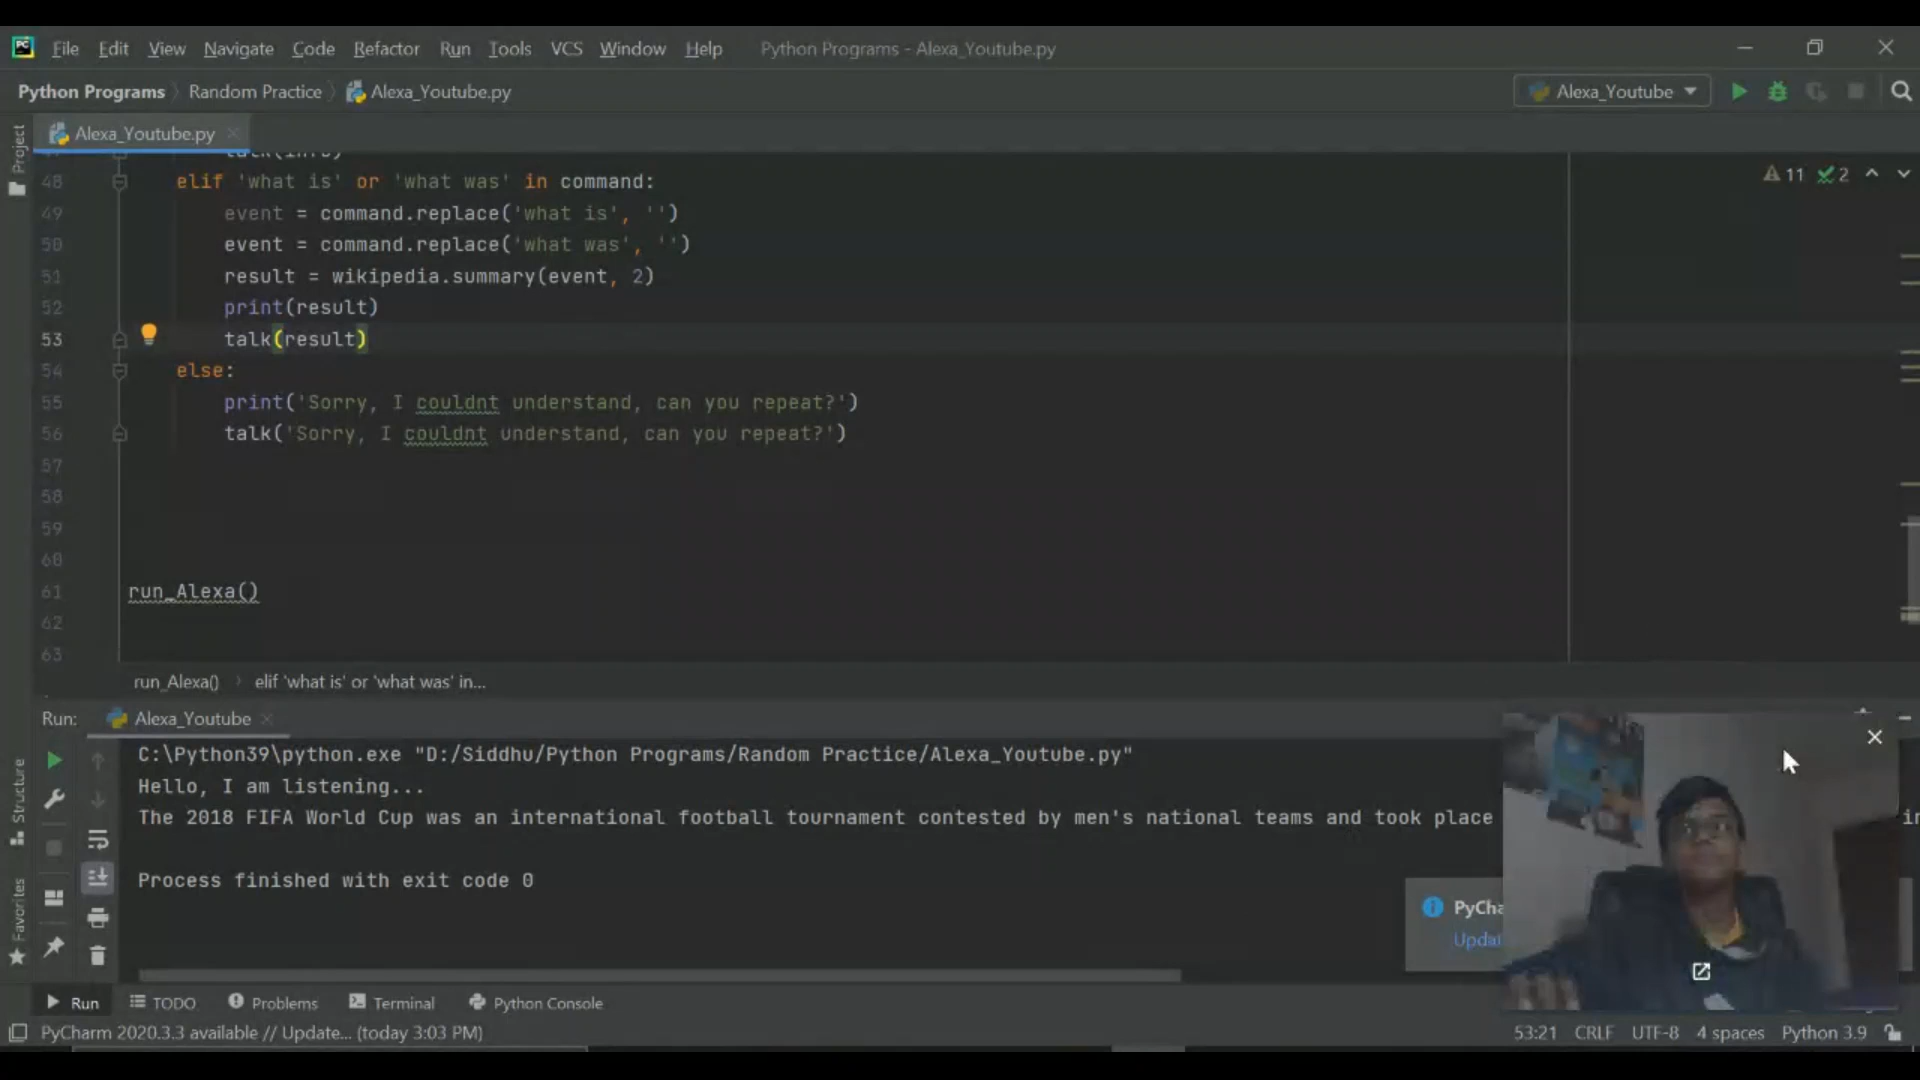 File Edit View Navigate Code Refactor Run Tools VCS Window Help Python Programs - Alexa_Youtube.py
Python Programs Random Practice Alexa_Youtube.py Alexa_Youtube
Project
Alexa_Youtube.py
talk(info)
48 elif 'what is' or 'what was' in command: 11 2
49 event = command.replace('what is', '')
50 event = command.replace('what was', '')
51 result = wikipedia.summary(event, 2)
52 print(result)
53 talk(result)
54 else:
55 print('Sorry, I couldnt understand, can you repeat?')
56 talk('Sorry, I couldnt understand, can you repeat?')
57
58
59
60
61 run_Alexa()
62
63
run_Alexa() elif 'what is' or 'what was' in...
Run: Alexa_Youtube
C:\Python39\python.exe "D:/Siddhu/Python Programs/Random Practice/Alexa_Youtube.py"
Hello, I am listening...
The 2018 FIFA World Cup was an international football tournament contested by men's national teams and took place in
Process finished with exit code 0
Structure
Favorites
Run TODO Problems Terminal Python Console
PyCharm 2020.3.3 available // Update... (today 3:03 PM) 53:21 CRLF UTF-8 4 spaces Python 3.9